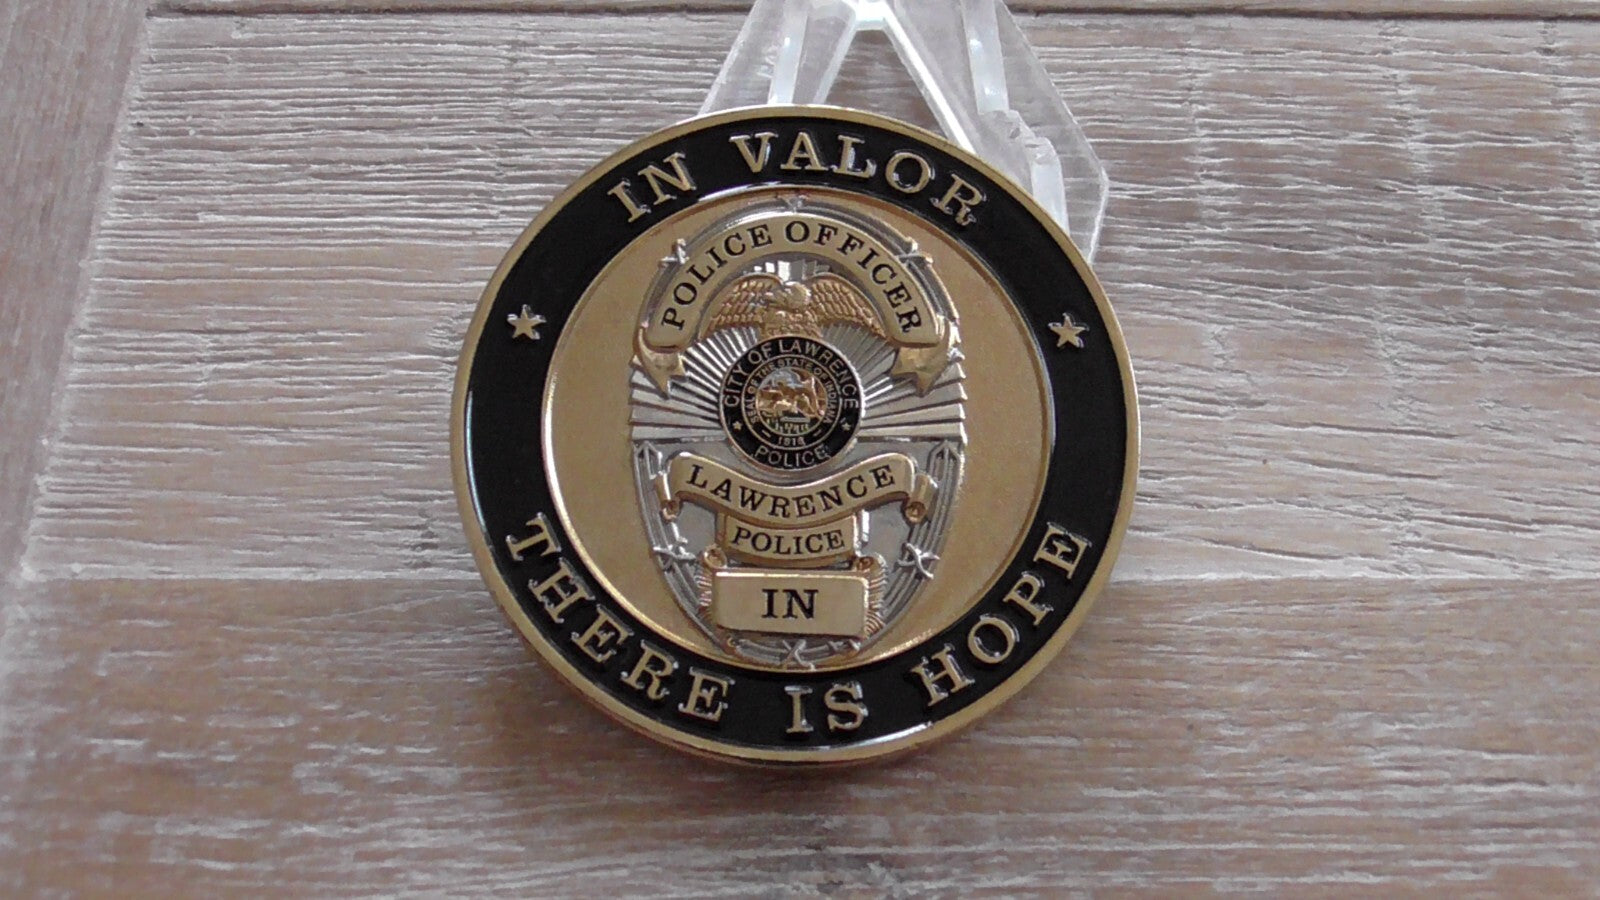 IN VALOR
POLICE OFFICER
CITY OF LAWRENCE
SEAL OF THE STATE OF INDIANA
1816
POLICE
LAWRENCE
POLICE
IN
THERE IS HOPE